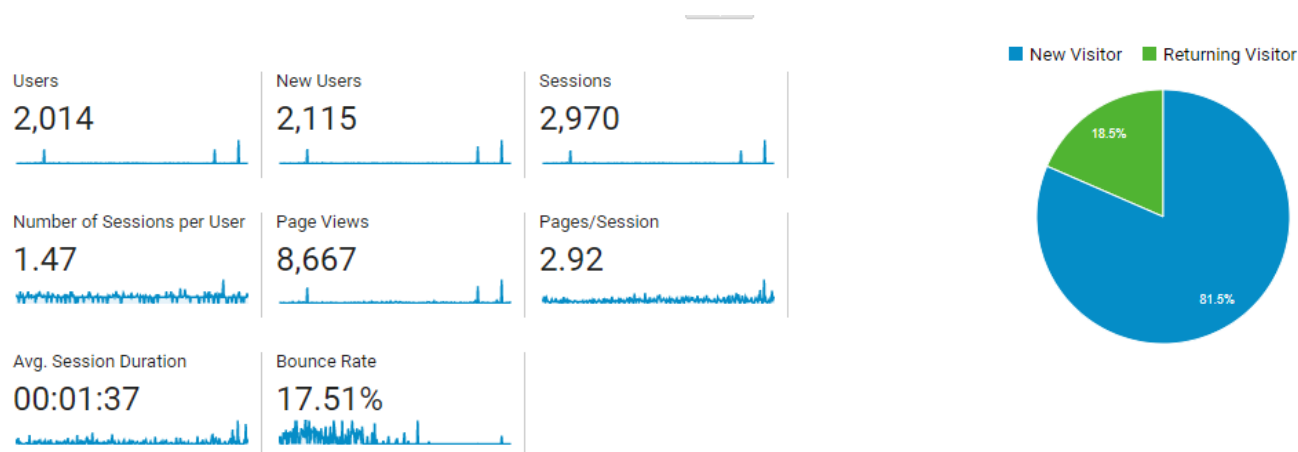 New Visitor
Returning Visitor
Users
New Users
Sessions
2,014
2,115
2,970
18.5%
Number of Sessions per User
Page Views
Pages/Session
1.47
8,667
2.92
81.5%
Avg. Session Duration
Bounce Rate
00:01:37
17.51%